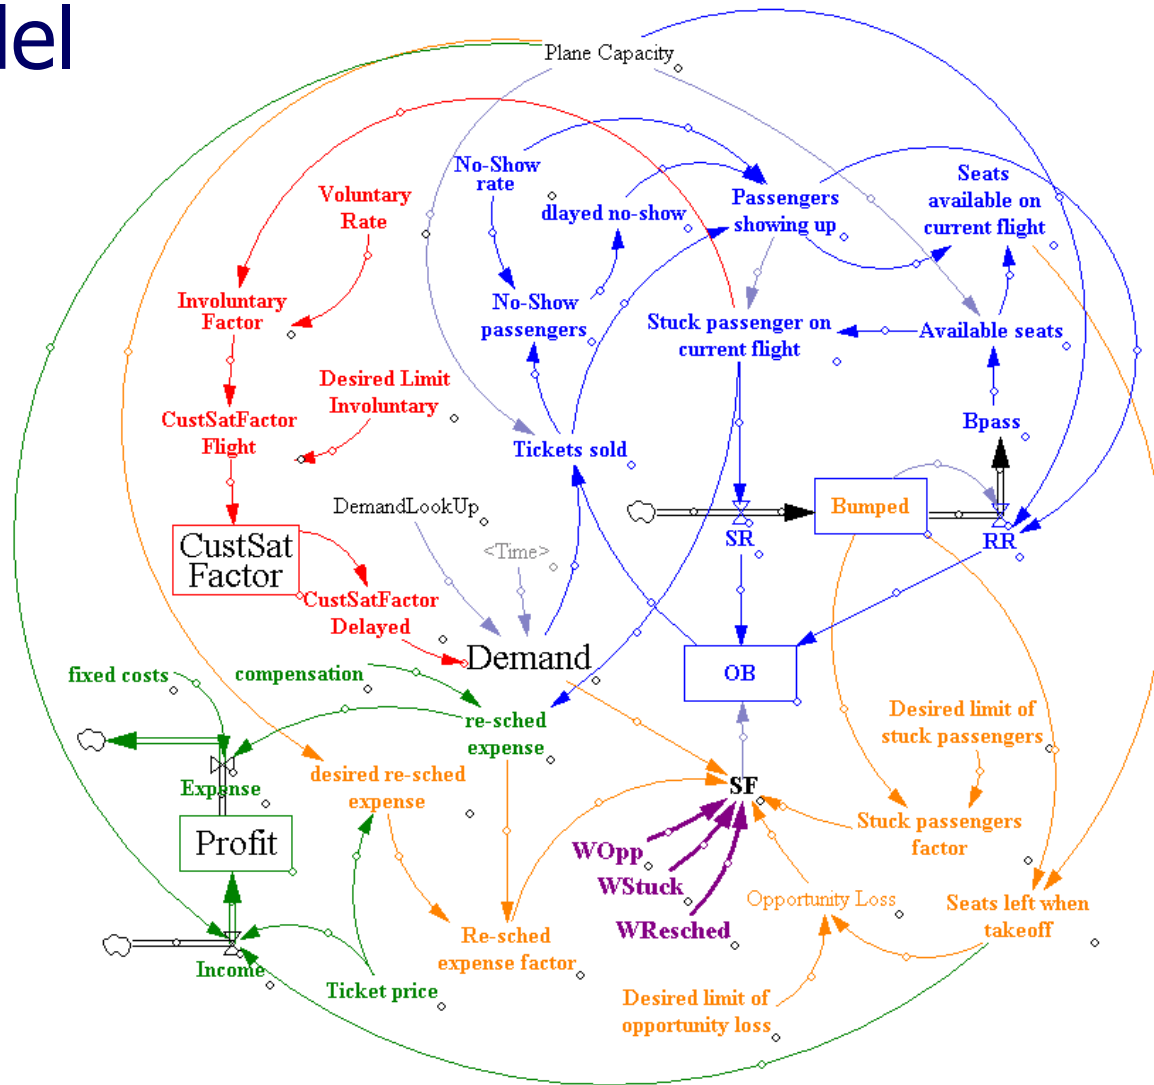 del
Plane Capacity
No-Show
rate
Voluntary
Rate
dlayed no-show
Passengers
showing up
Seats
available on
current flight
Involuntary
Factor
No-Show
passengers
Stuck passenger on
current flight
Available seats
Desired Limit
Involuntary
CustSatFactor
Flight
Tickets sold
Bpass
DemandLookUp
Bumped
<Time>
SR
RR
CustSat
Factor
CustSatFactor
Delayed
Demand
OB
fixed costs
compensation
re-sched
expense
Desired limit of
stuck passengers
desired re-sched
expense
Expense
SF
Stuck passengers
factor
Profit
WOpp
WStuck
WResched
Opportunity Loss
Seats left when
takeoff
Re-sched
expense factor
Income
Ticket price
Desired limit of
opportunity loss